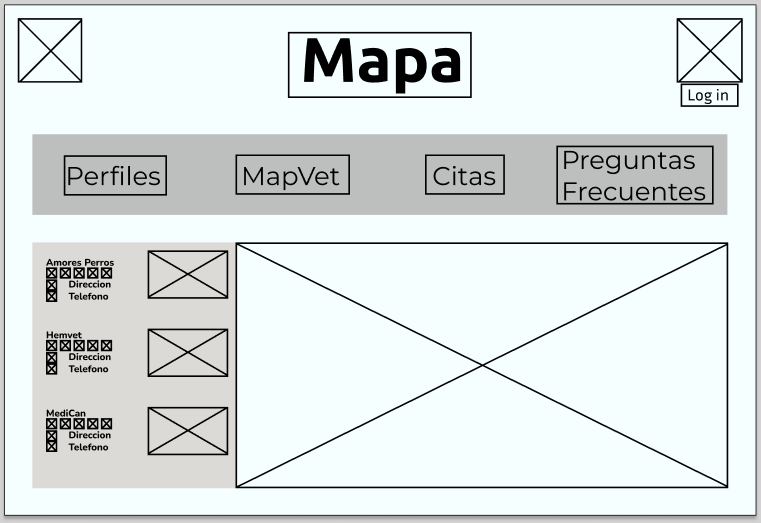 Mapa
Log in
Perfiles
MapVet
Citas
Preguntas
Frecuentes
Amores Perros
Direccion
Telefono
Hemvet
Direccion
Telefono
MediCan
Direccion
Telefono